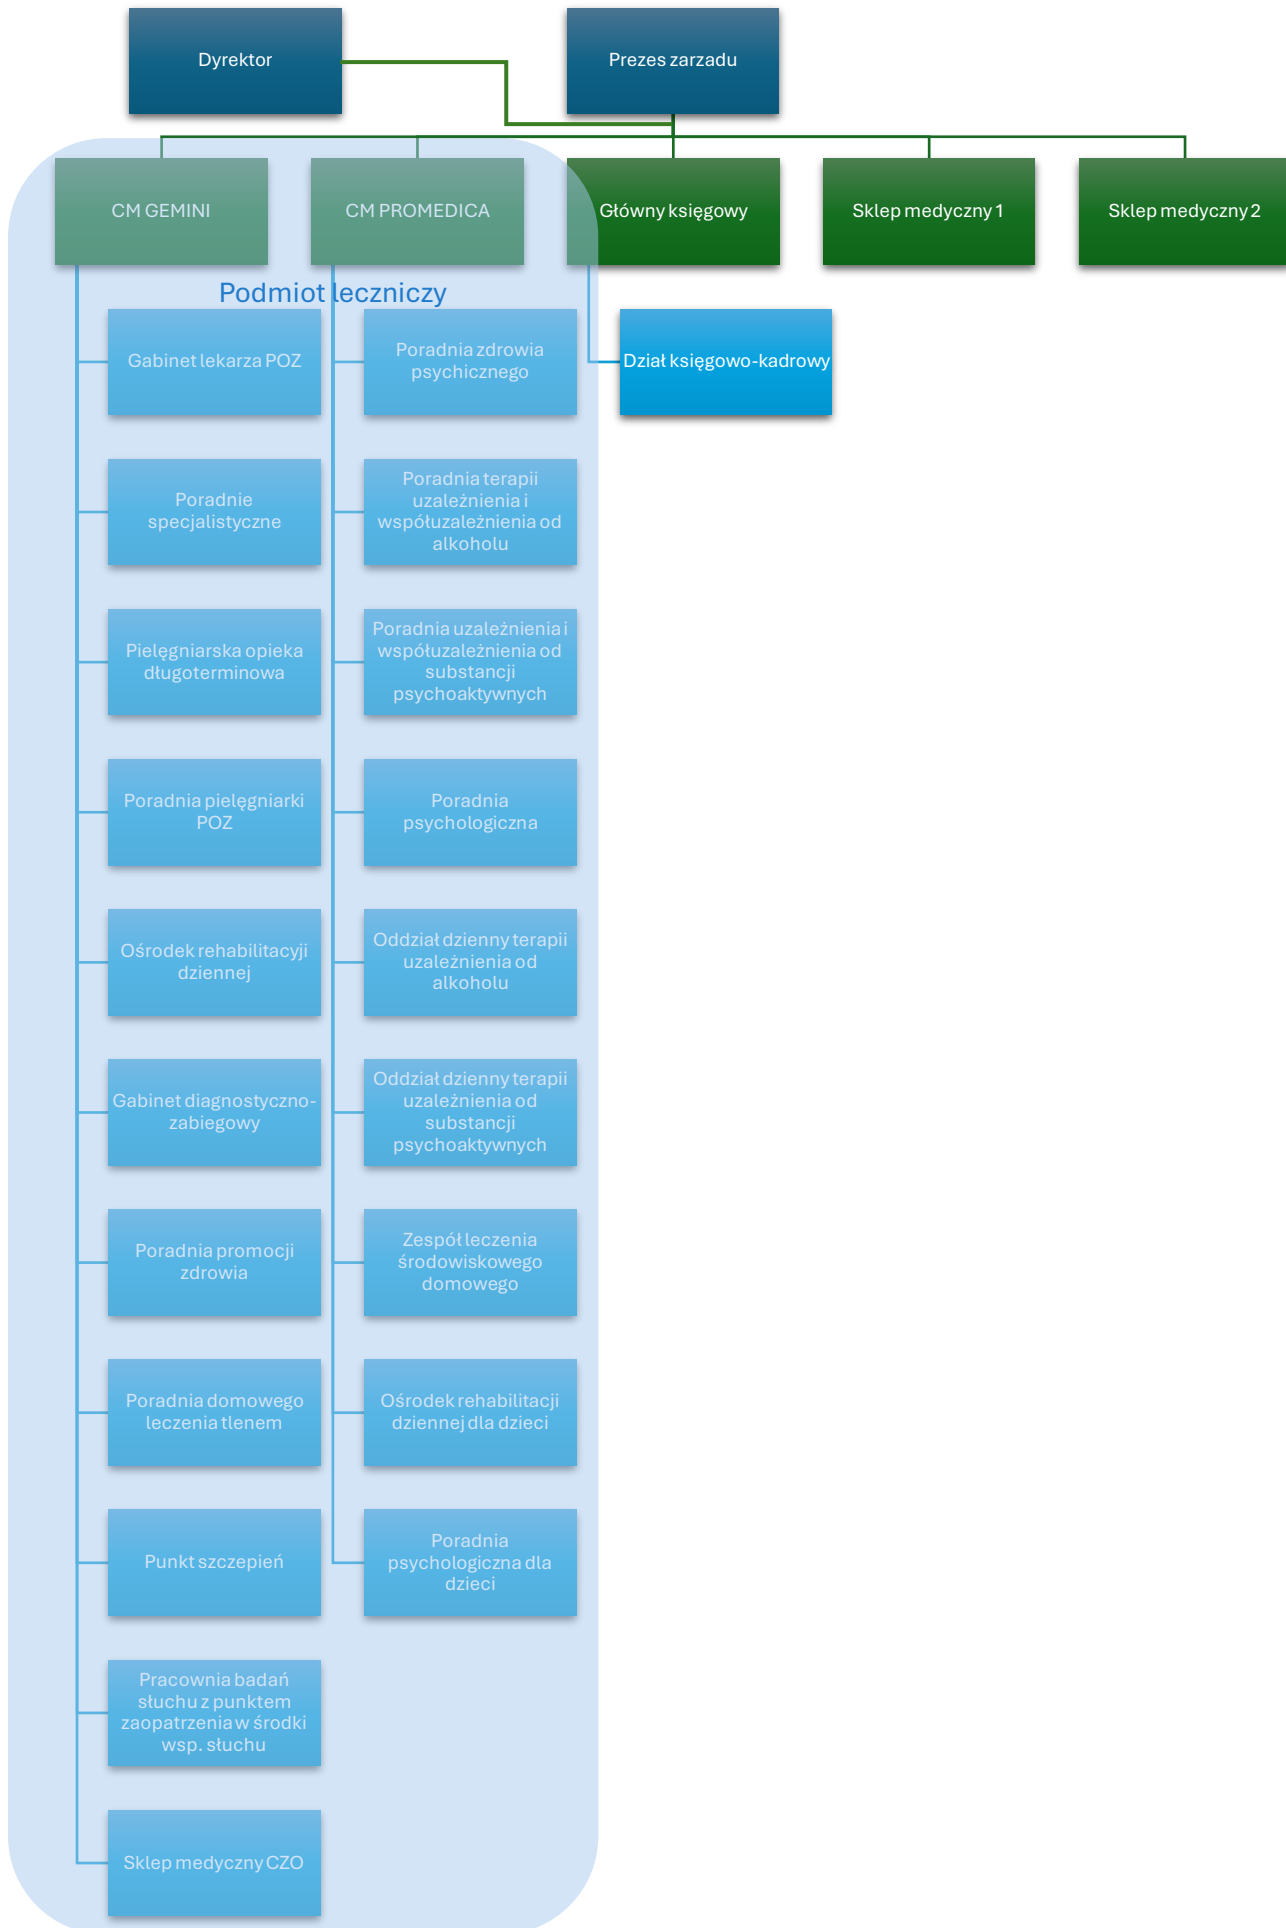 Dyrektor
Prezes zarzadu
CM GEMINI
CM PROMEDICA
Główny księgowy
Sklep medyczny 1
Sklep medyczny 2
Podmiot leczniczy
Gabinet lekarza POZ
Poradnie
specjalistyczne
Pielęgniarska opieka
długoterminowa
Poradnia pielęgniarki
POZ
Ośrodek rehabilitacyji
dziennej
Gabinet diagnostyczno-
zabiegowy
Poradnia promocji
zdrowia
Poradnia domowego
leczenia tlenem
Punkt szczepień
Pracownia badań
słuchu z punktem
zaopatrzenia w środki
wsp. słuchu
Sklep medyczny CZO
Poradnia zdrowia
psychicznego
Poradnia terapii
uzależnienia i
współuzależnienia od
alkoholu
Poradnia uzależnienia i
współuzależnienia od
substancji
psychoaktywnych
Poradnia
psychologiczna
Oddział dzienny terapii
uzależnienia od
alkoholu
Oddział dzienny terapii
uzależnienia od
substancji
psychoaktywnych
Zespół leczenia
środowiskowego
domowego
Ośrodek rehabilitacji
dziennej dla dzieci
Poradnia
psychologiczna dla
dzieci
Dział księgowo-kadrowy